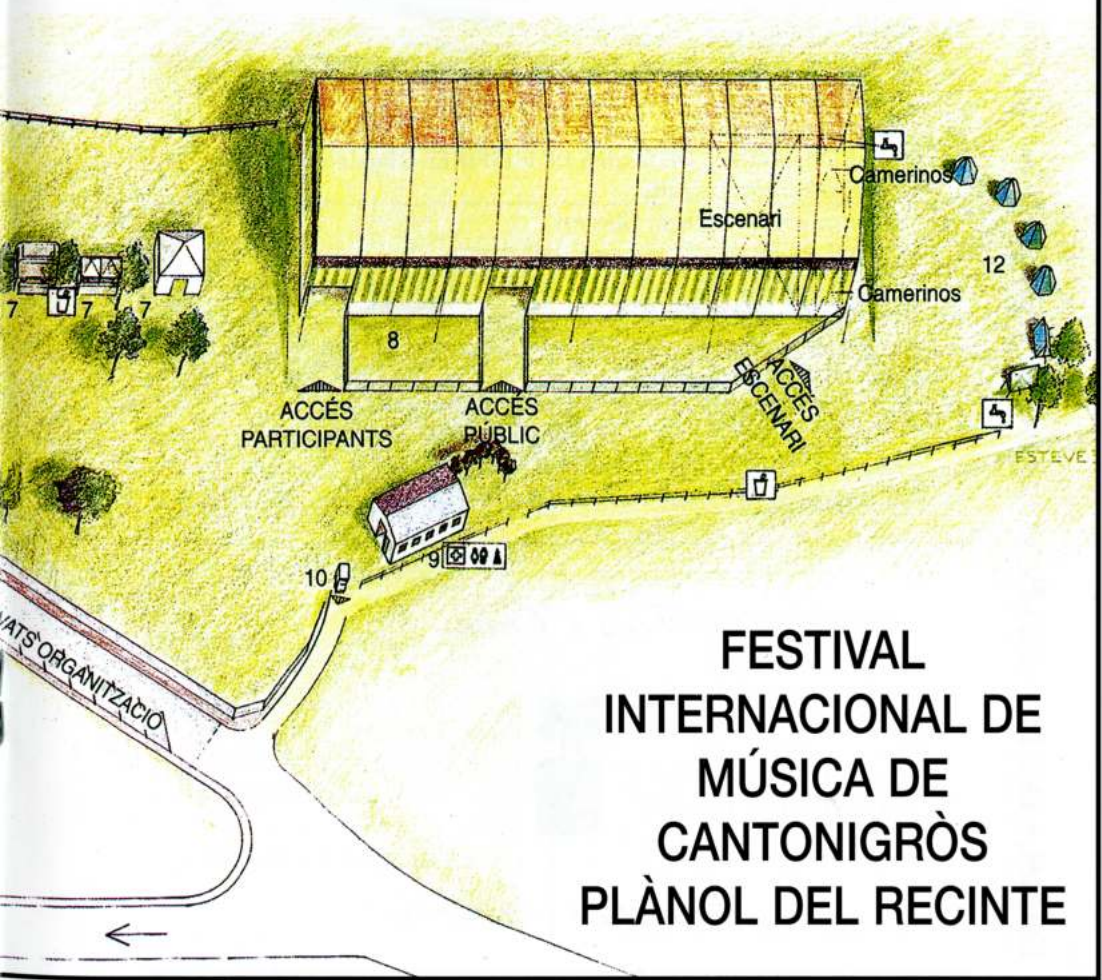 Camerinos
Escenari
12
Camerinos
7
7
7
8
ACCÉS
PARTICIPANTS
ACCÉS
PÚBLIC
ACCÉS
ESCENARI
ESTEVE
9
10
ORGANITZACIO
FESTIVAL
INTERNACIONAL DE
MÚSICA DE
CANTONIGRÒS
PLÀNOL DEL RECINTE